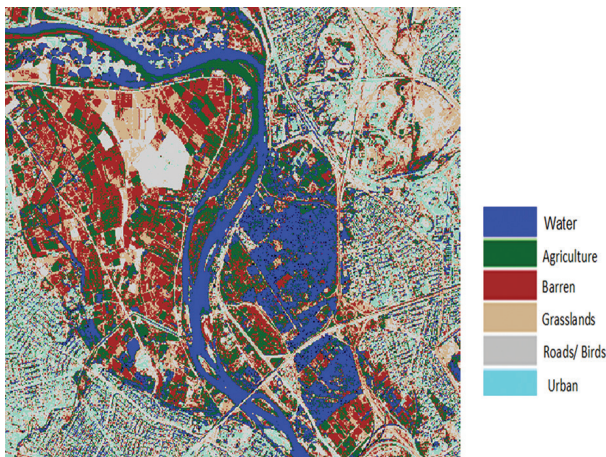 Water
Agriculture
Barren
Grasslands
Roads/ Birds
Urban